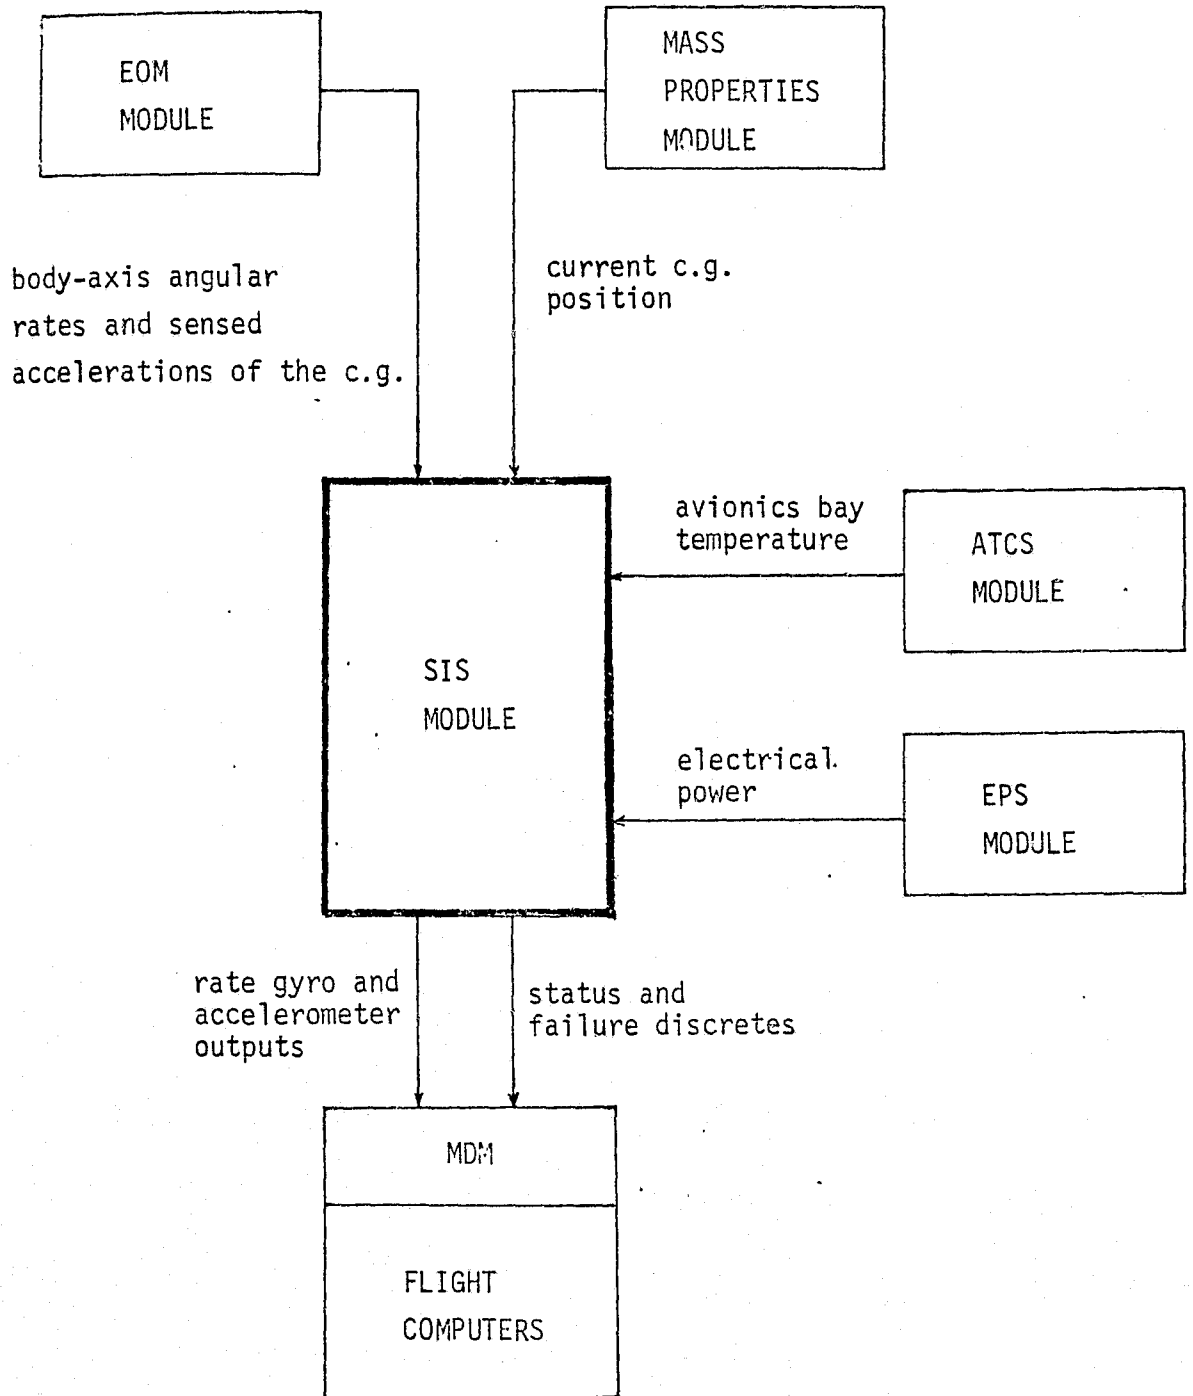 EOM
MODULE
MASS
PROPERTIES
MODULE
body-axis angular
rates and sensed
accelerations of the c.g.
current c.g.
position
avionics bay
temperature
ATCS
MODULE
SIS
MODULE
electrical
power
EPS
MODULE
rate gyro and
accelerometer
outputs
status and
failure discretes
MDM
FLIGHT
COMPUTERS